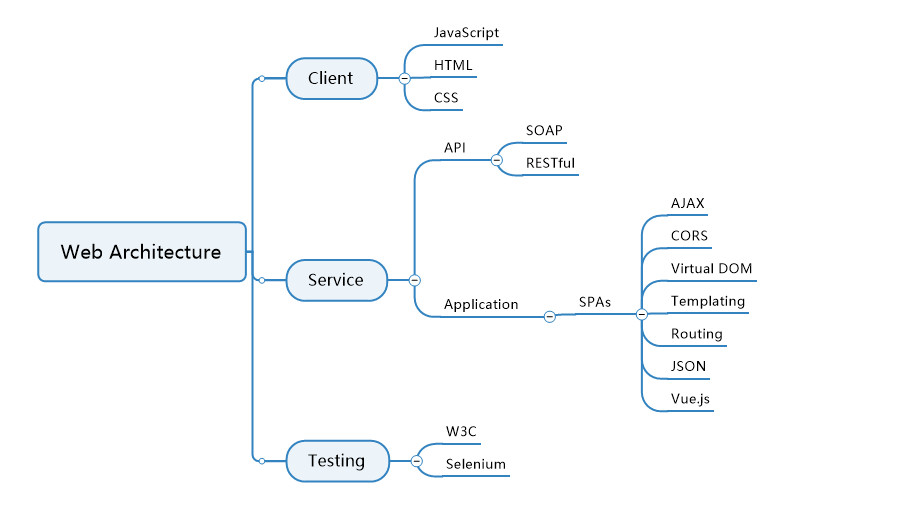 Web Architecture
Client
JavaScript
HTML
CSS
Service
API
SOAP
RESTful
Application
SPAs
AJAX
CORS
Virtual DOM
Templating
Routing
JSON
Vue.js
Testing
W3C
Selenium